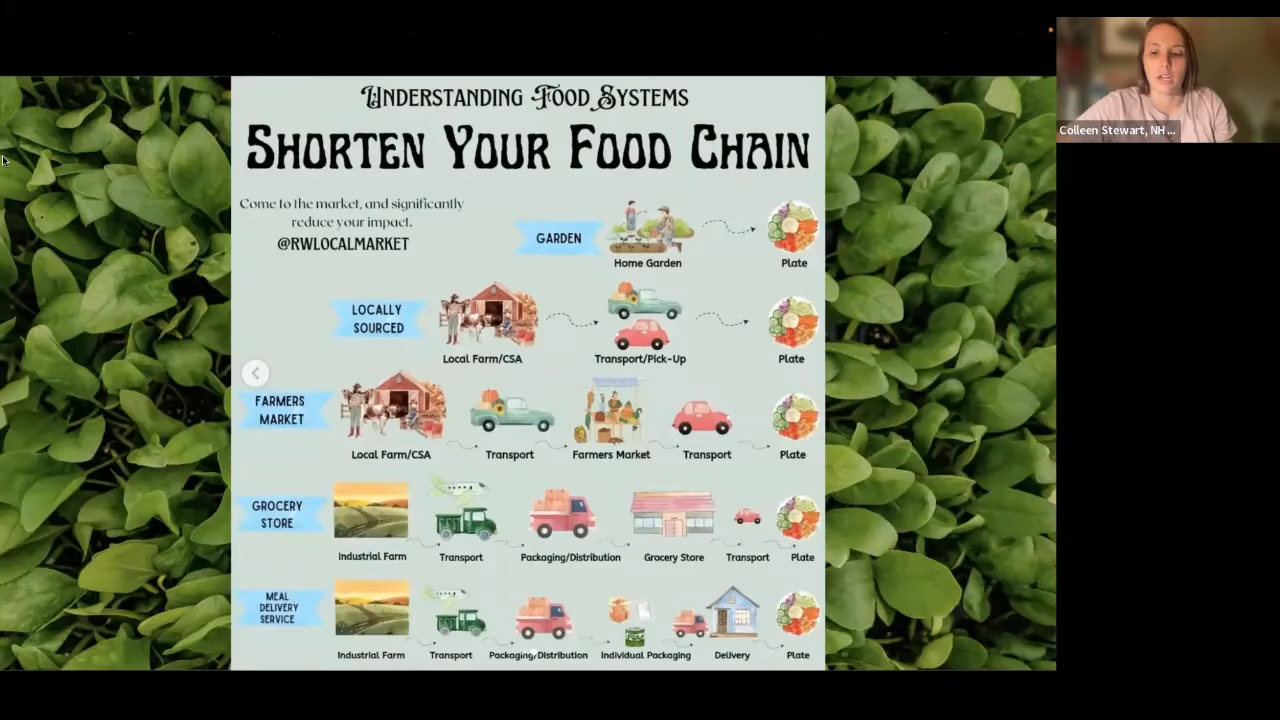 UNDERSTANDING FOOD SYSTEMS
SHORTEN YOUR FOOD CHAIN
Come to the market, and significantly
reduce your impact.
@RWLOCALMARKET
GARDEN
Home Garden
Plate
LOCALLY
SOURCED
Local Farm/CSA
Transport/Pick-Up
Plate
FARMERS
MARKET
Local Farm/CSA
Transport
Farmers Market
Transport
Plate
GROCERY
STORE
Industrial Farm
Transport
Packaging/Distribution
Grocery Store
Transport
Plate
MEAL
DELIVERY
SERVICE
Industrial Farm
Transport
Packaging/Distribution
Individual Packaging
Delivery
Plate
Colleen Stewart, NH ...